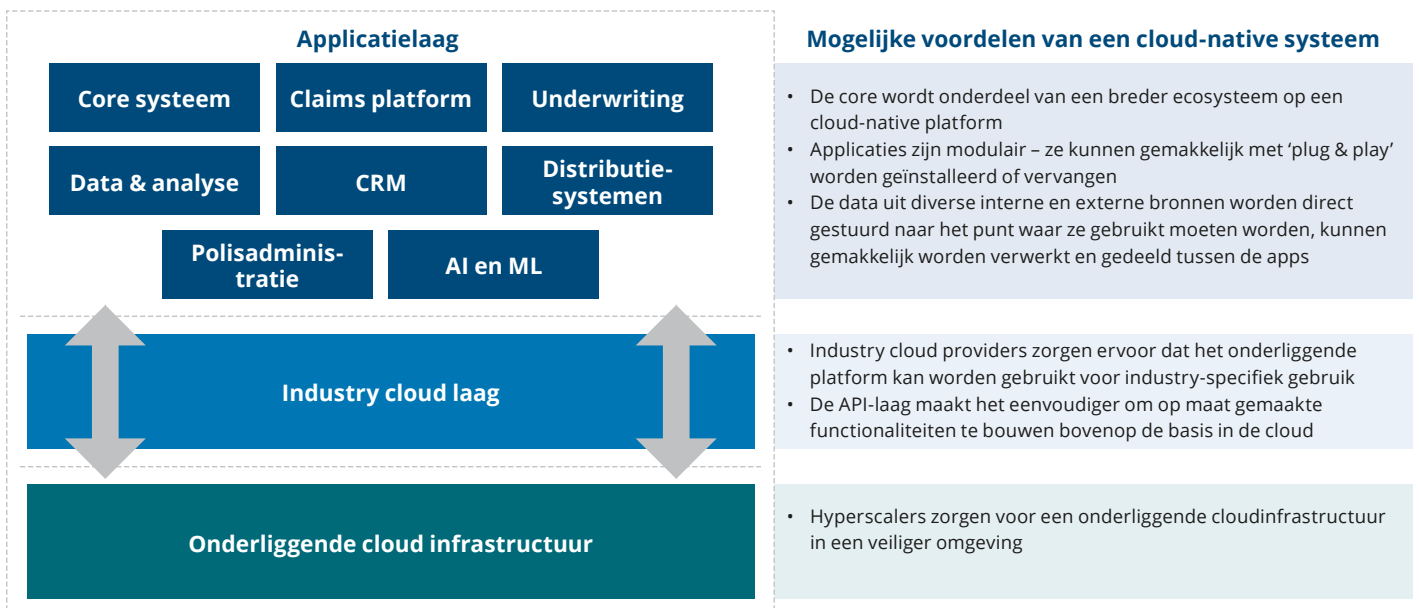 Applicatielaag
Core systeem
Claims platform
Underwriting
Data & analyse
CRM
Distributie-
systemen
Polisadminis-
tratie
AI en ML
Industry cloud laag
Onderliggende cloud infrastructuur
Mogelijke voordelen van een cloud-native systeem
• De core wordt onderdeel van een breder ecosysteem op een
cloud-native platform
• Applicaties zijn modulair – ze kunnen gemakkelijk met ‘plug & play’
worden geïnstalleerd of vervangen
• De data uit diverse interne en externe bronnen worden direct
gestuurd naar het punt waar ze gebruikt moeten worden, kunnen
gemakkelijk worden verwerkt en gedeeld tussen de apps
• Industry cloud providers zorgen ervoor dat het onderliggende
platform kan worden gebruikt voor industry-specifiek gebruik
• De API-laag maakt het eenvoudiger om op maat gemaakte
functionaliteiten te bouwen bovenop de basis in de cloud
• Hyperscalers zorgen voor een onderliggende cloudinfrastructuur
in een veiliger omgeving